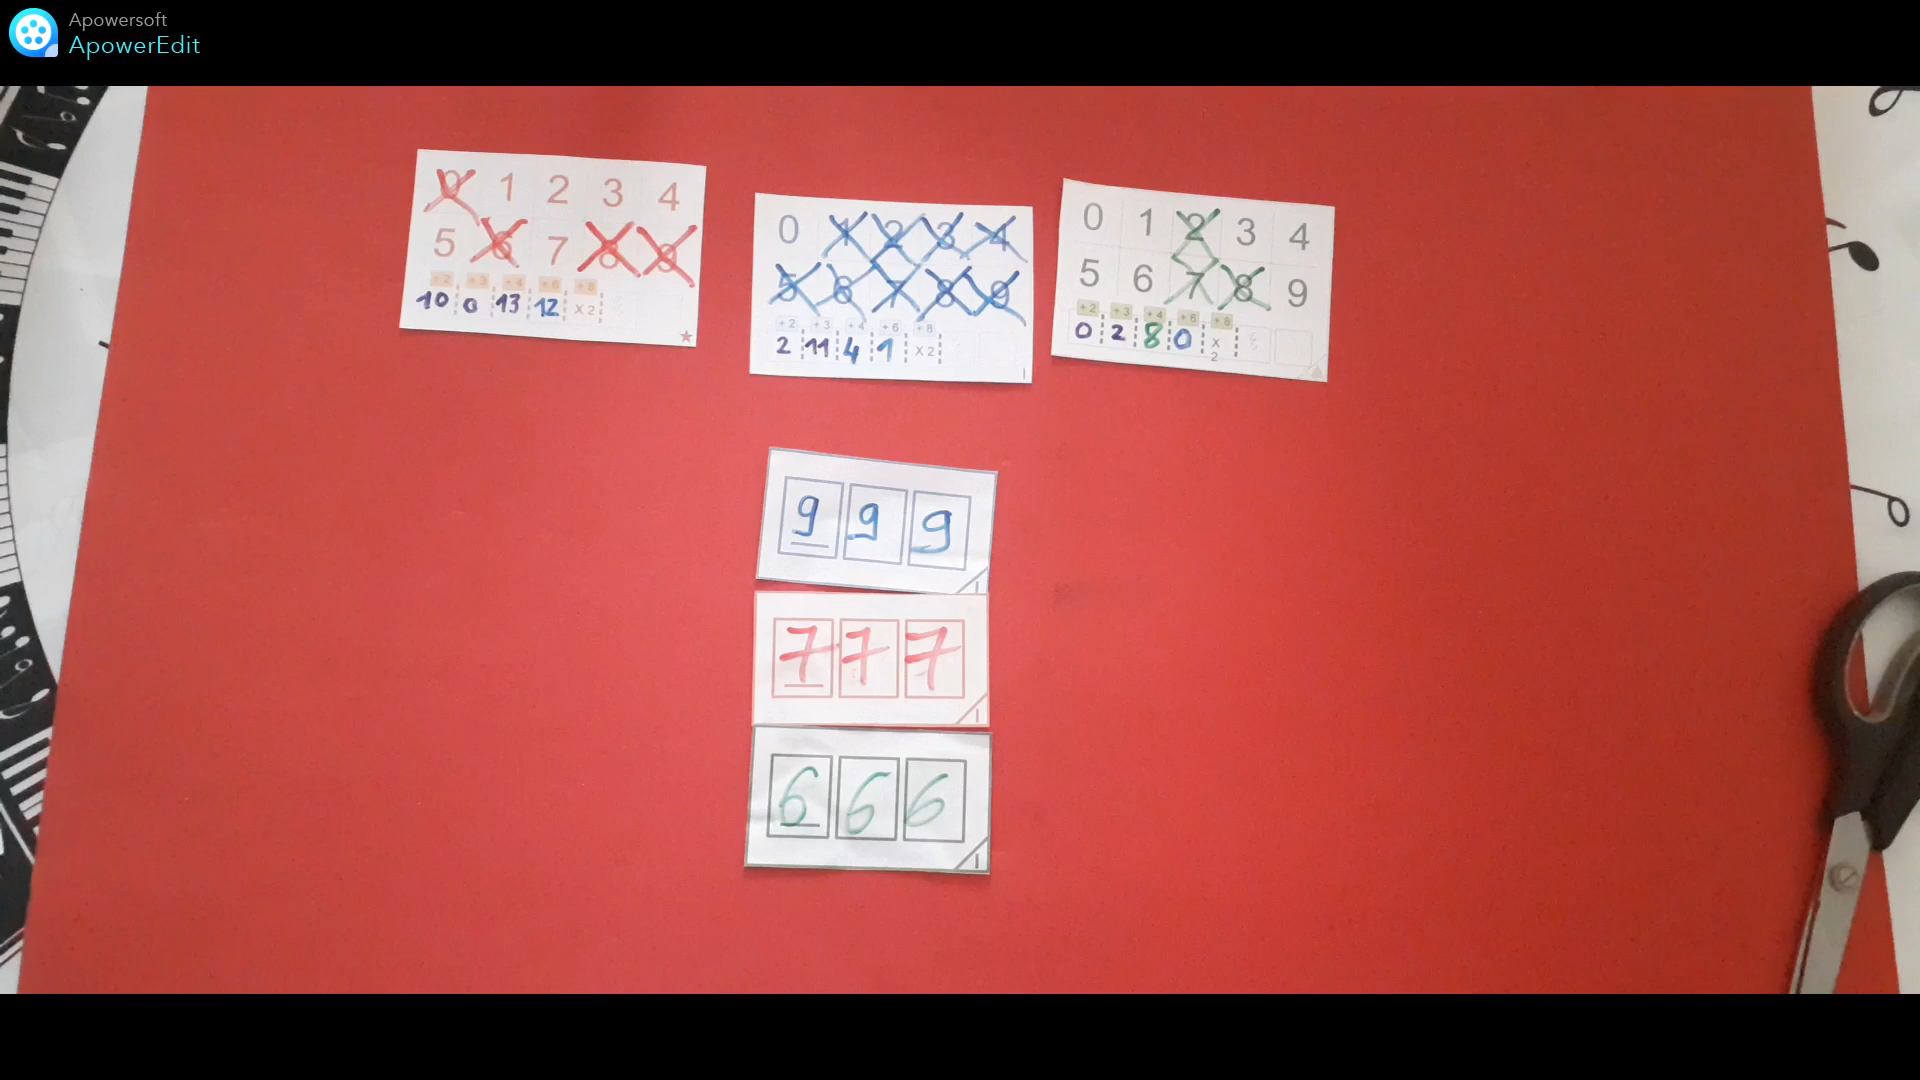 Apowersoft
ApowerEdit
0 1 2 3 4
5 6 7 8 9
+2 +3 +4 +6 +8
10 0 13 12 x2
0 1 2 3 4
5 6 7 8 9
+2 +3 +4 +6 +8
2 11 4 1 x2
0 1 2 3 4
5 6 7 8 9
+2 +3 +4 +6 +8
0 2 8 0 x2
9 9 9
I
7 7 7
I
6 6 6
I